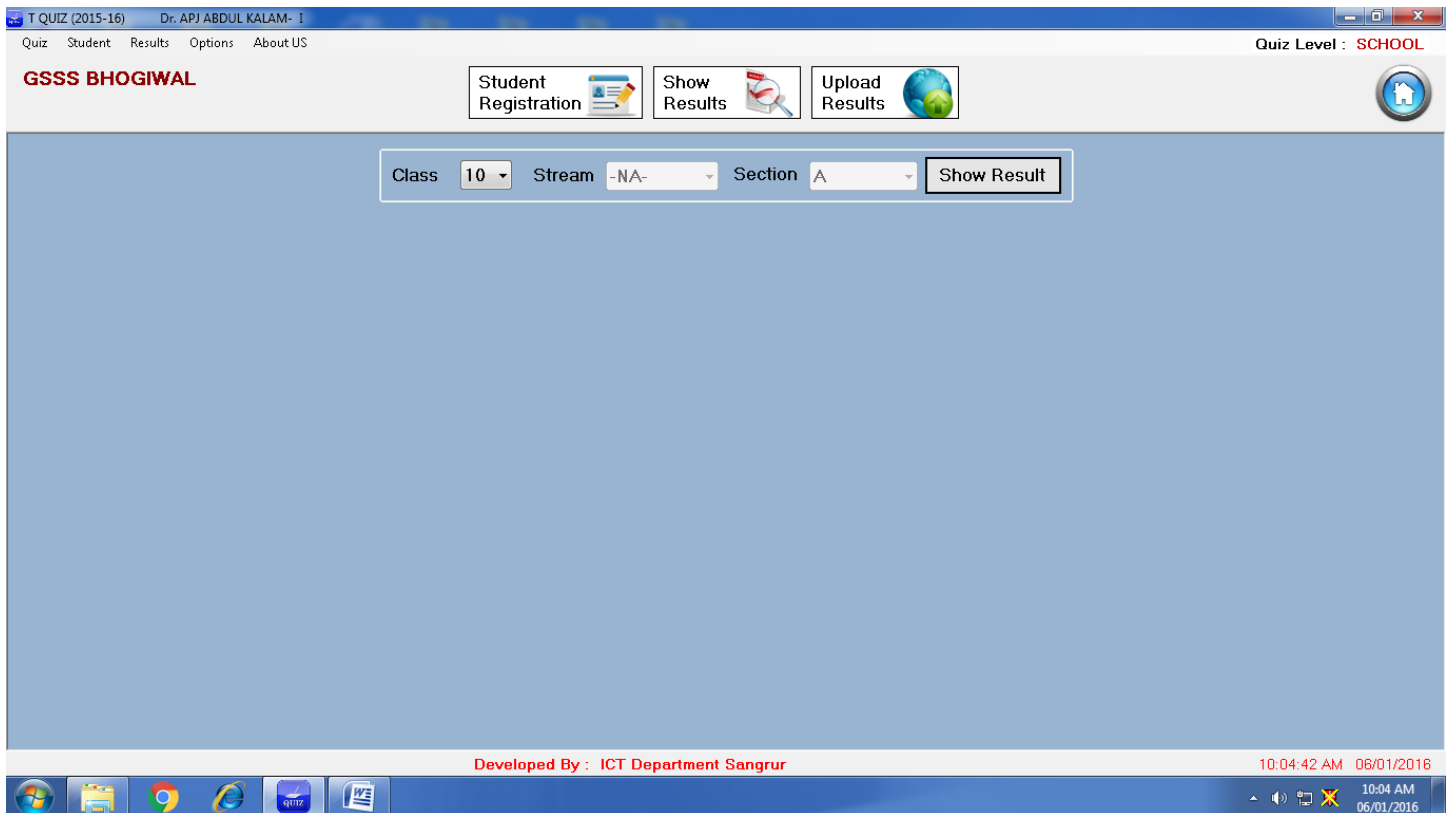 T QUIZ (2015-16) Dr. APJ ABDUL KALAM- I
Quiz Student Results Options About US
Quiz Level : SCHOOL
GSSS BHOGIWAL
Student
Registration
Show
Results
Upload
Results
Class 10 Stream -NA- Section A Show Result
Developed By : ICT Department Sangrur
10:04:42 AM 06/01/2016
QUIZ
10:04 AM
06/01/2016